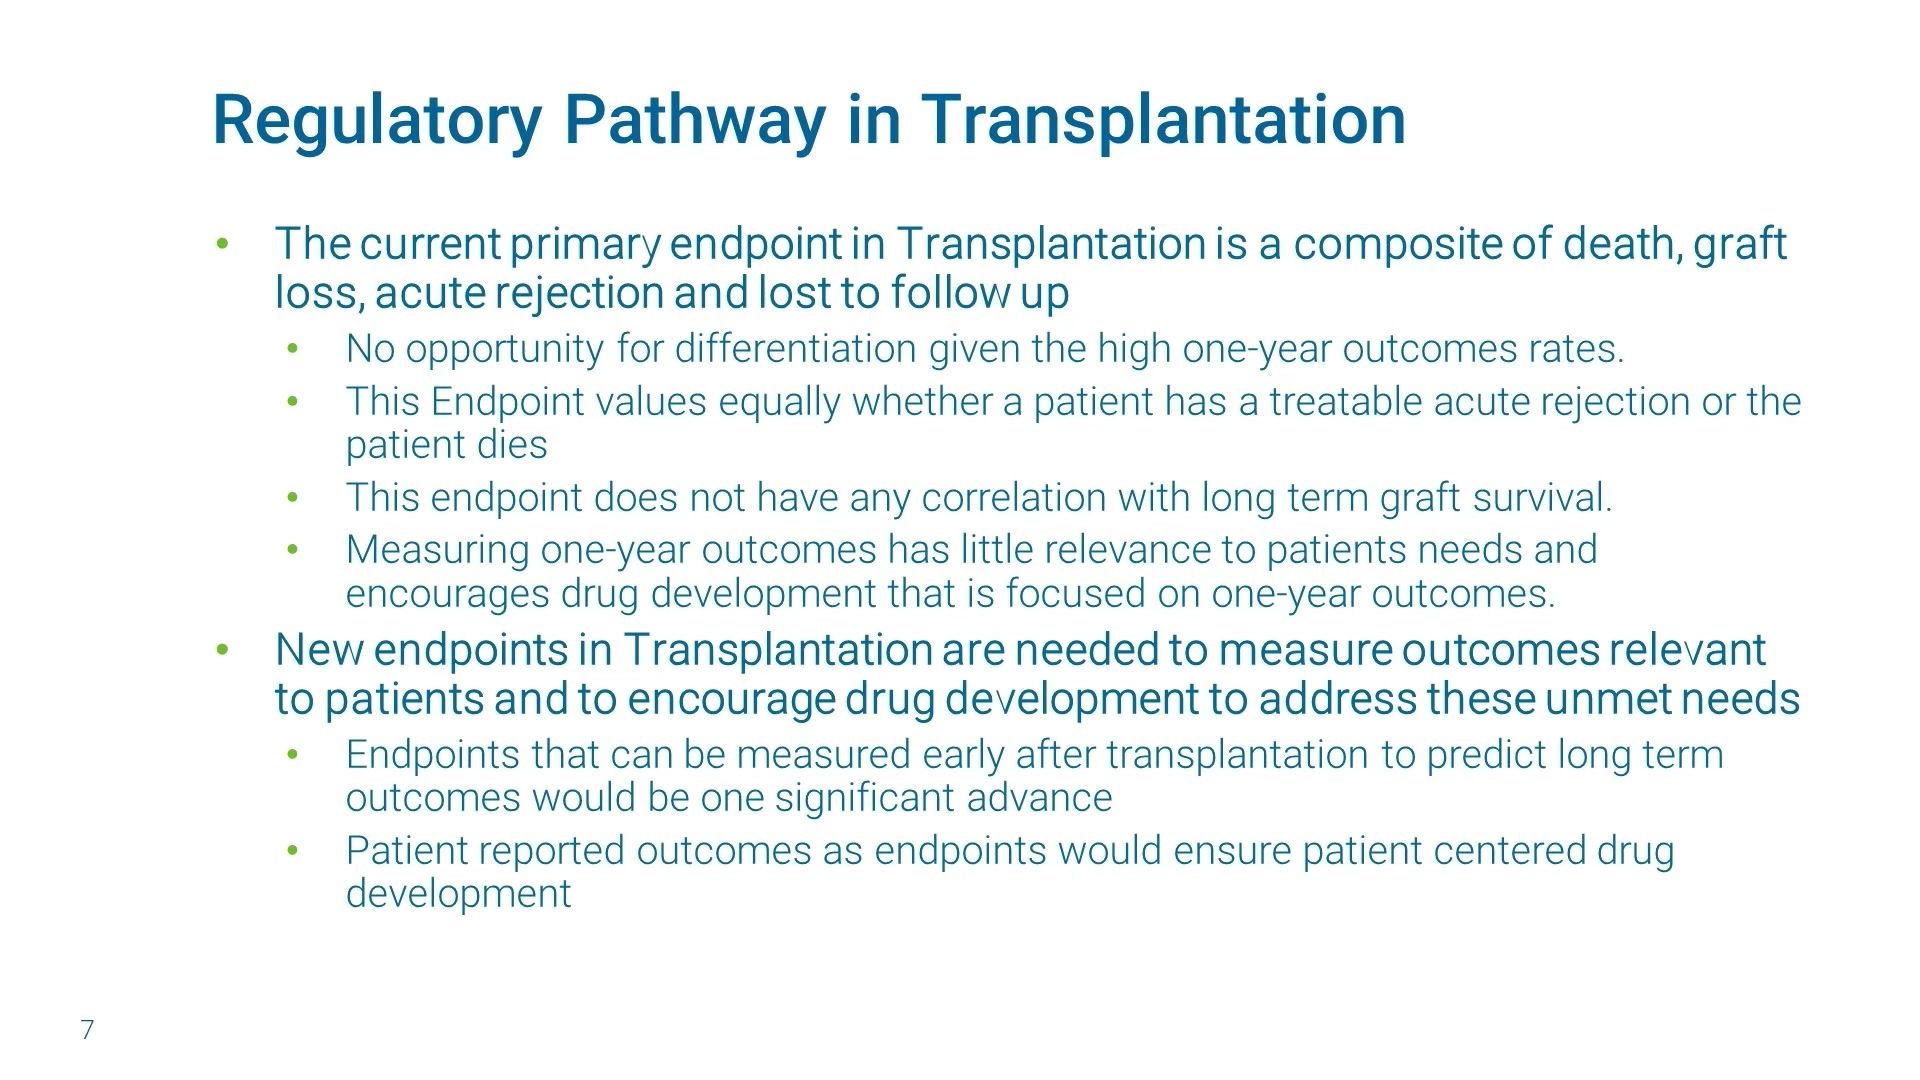 Regulatory Pathway in Transplantation
• The current primary endpoint in Transplantation is a composite of death, graft
loss, acute rejection and lost to follow up
• No opportunity for differentiation given the high one-year outcomes rates.
• This Endpoint values equally whether a patient has a treatable acute rejection or the
patient dies
• This endpoint does not have any correlation with long term graft survival.
• Measuring one-year outcomes has little relevance to patients needs and
encourages drug development that is focused on one-year outcomes.
• New endpoints in Transplantation are needed to measure outcomes relevant
to patients and to encourage drug development to address these unmet needs
• Endpoints that can be measured early after transplantation to predict long term
outcomes would be one significant advance
• Patient reported outcomes as endpoints would ensure patient centered drug
development
7